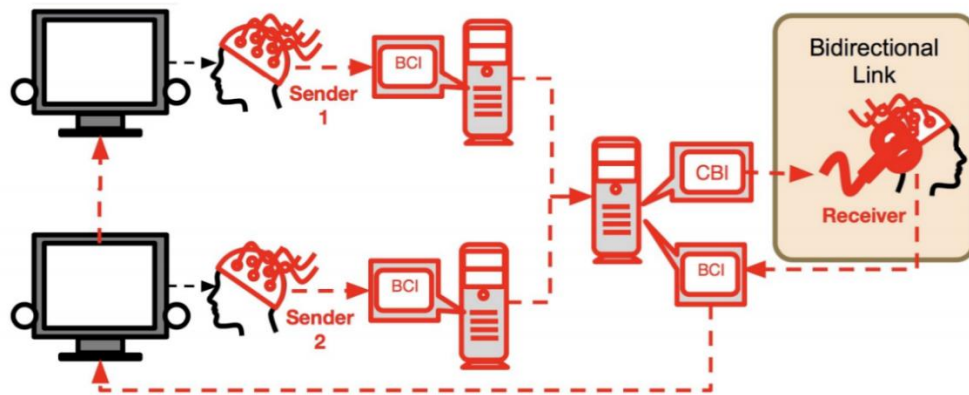 BCI
Sender
1
Bidirectional
Link
CBI
Receiver
BCI
BCI
Sender
2